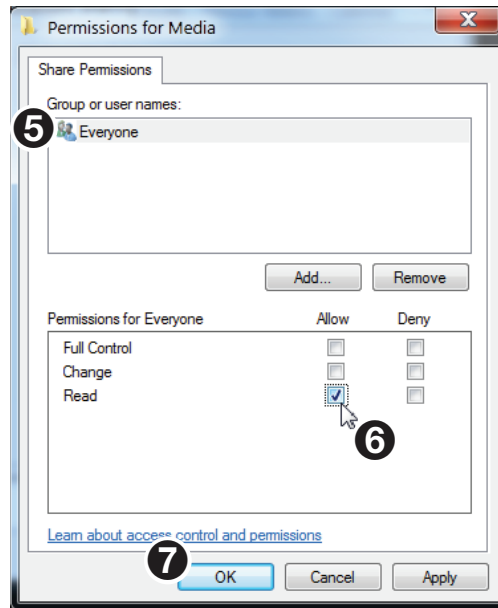 Permissions for Media
X
Share Permissions
Group or user names:
5 Everyone
Add... Remove
Permissions for Everyone Allow Deny
Full Control
Change
Read
6
Learn about access control and permissions
7
OK Cancel Apply